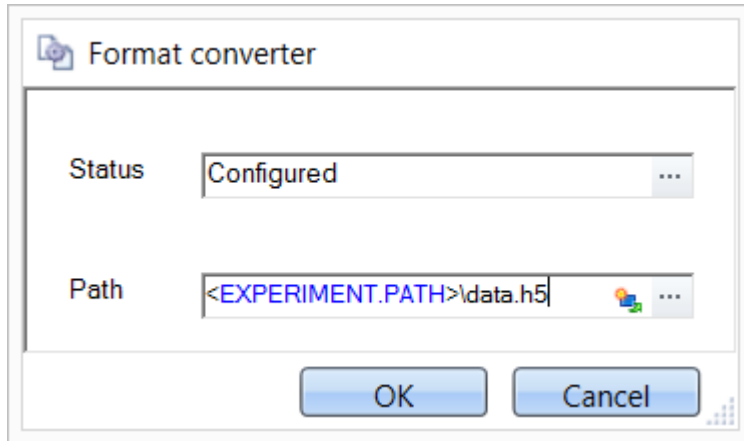 Format converter
Status Configured ...
Path <EXPERIMENT.PATH>\data.h5 ...
OK Cancel